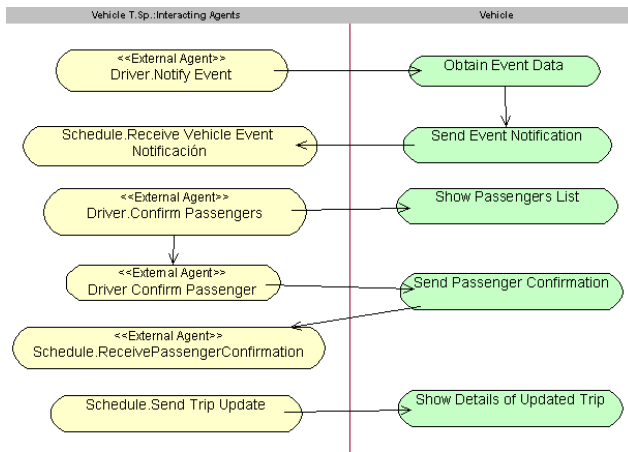 Vehicle T.Sp.:Interacting Agents
Vehicle
<<External Agent>>
Driver.Notify Event
Obtain Event Data
Schedule.Receive Vehicle Event
Notificación
Send Event Notification
<<External Agent>>
Driver.Confirm Passengers
Show Passengers List
<<External Agent>>
Driver Confirm Passenger
Send Passenger Confirmation
<<External Agent>>
Schedule.ReceivePassengerConfirmation
Schedule.Send Trip Update
Show Details of Updated Trip